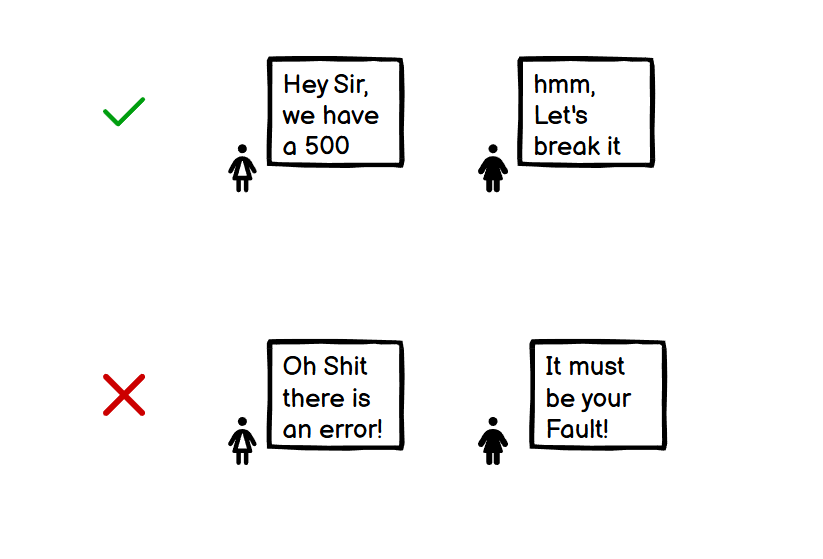 Hey Sir,
we have
a 500
hmm,
Let's
break it
Oh Shit
there is
an error!
It must
be your
Fault!